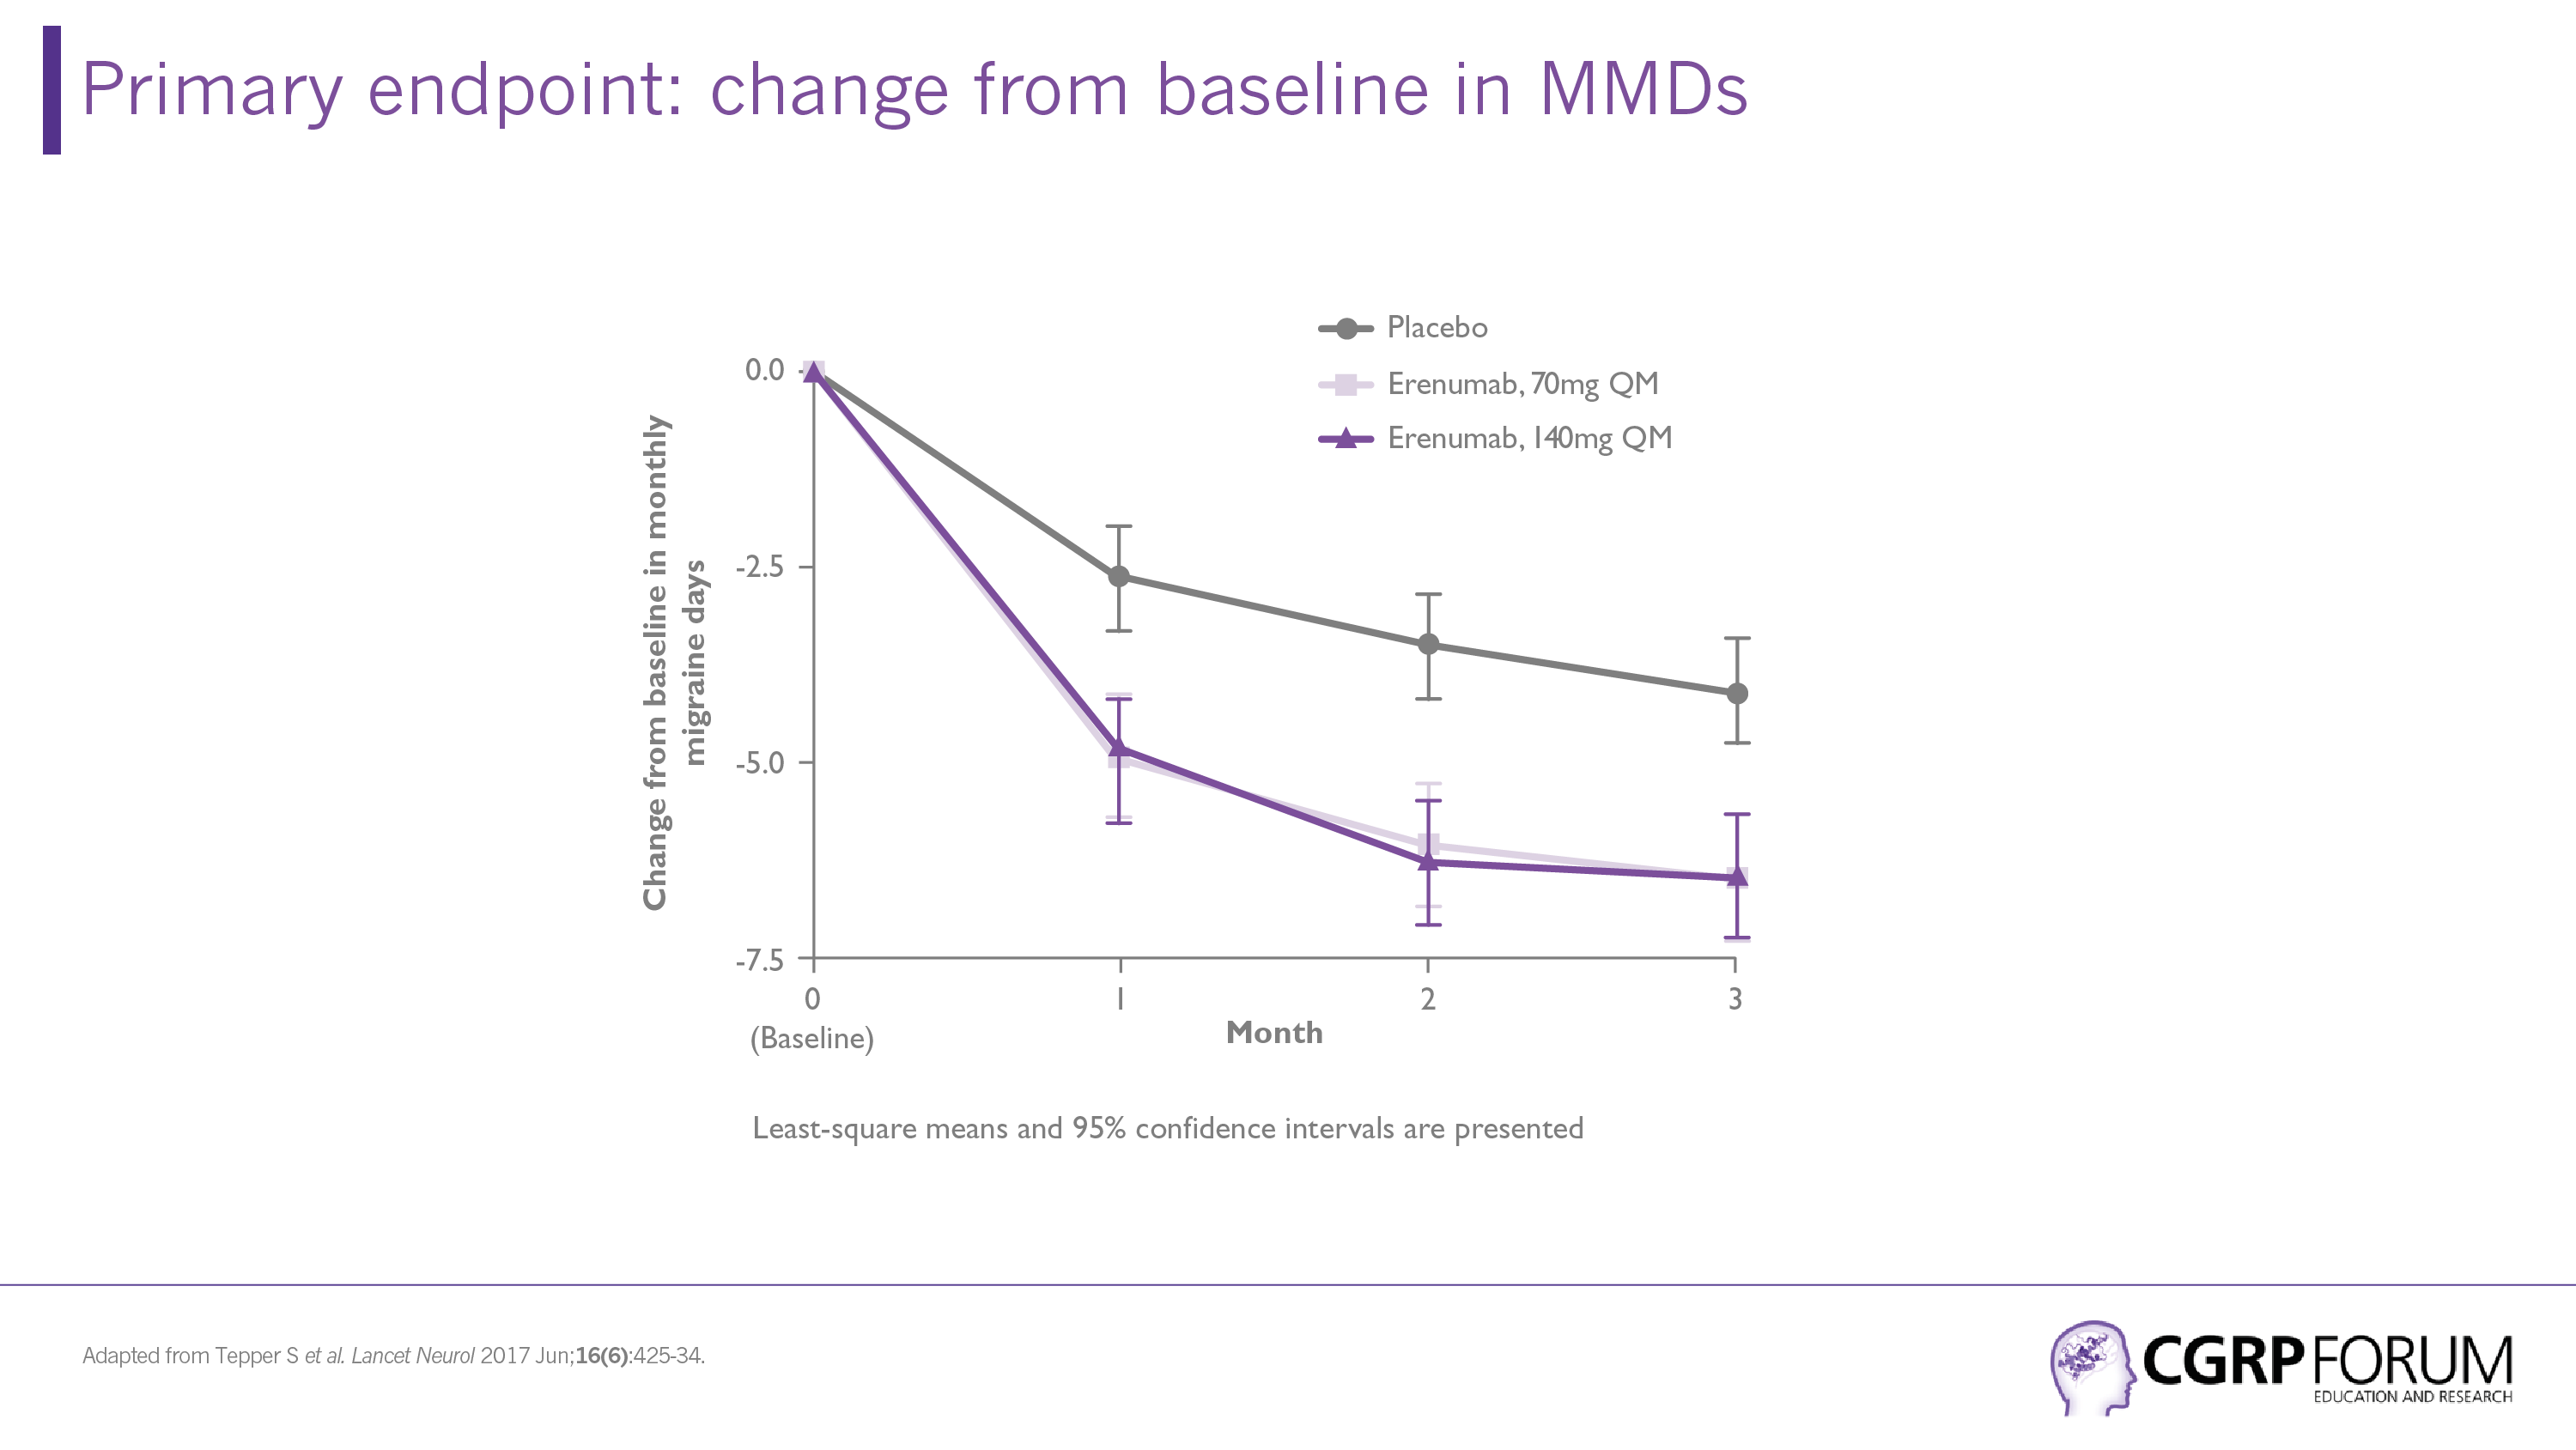 Primary endpoint: change from baseline in MMDs
Placebo
Erenumab, 70mg QM
Erenumab, 140mg QM
Change from baseline in monthly
migraine days
0.0
-2.5
-5.0
-7.5
0
1
2
3
(Baseline)
Month
Least-square means and 95% confidence intervals are presented
Adapted from Tepper S et al. Lancet Neurol 2017 Jun;16(6):425-34.
CGRP FORUM
EDUCATION AND RESEARCH